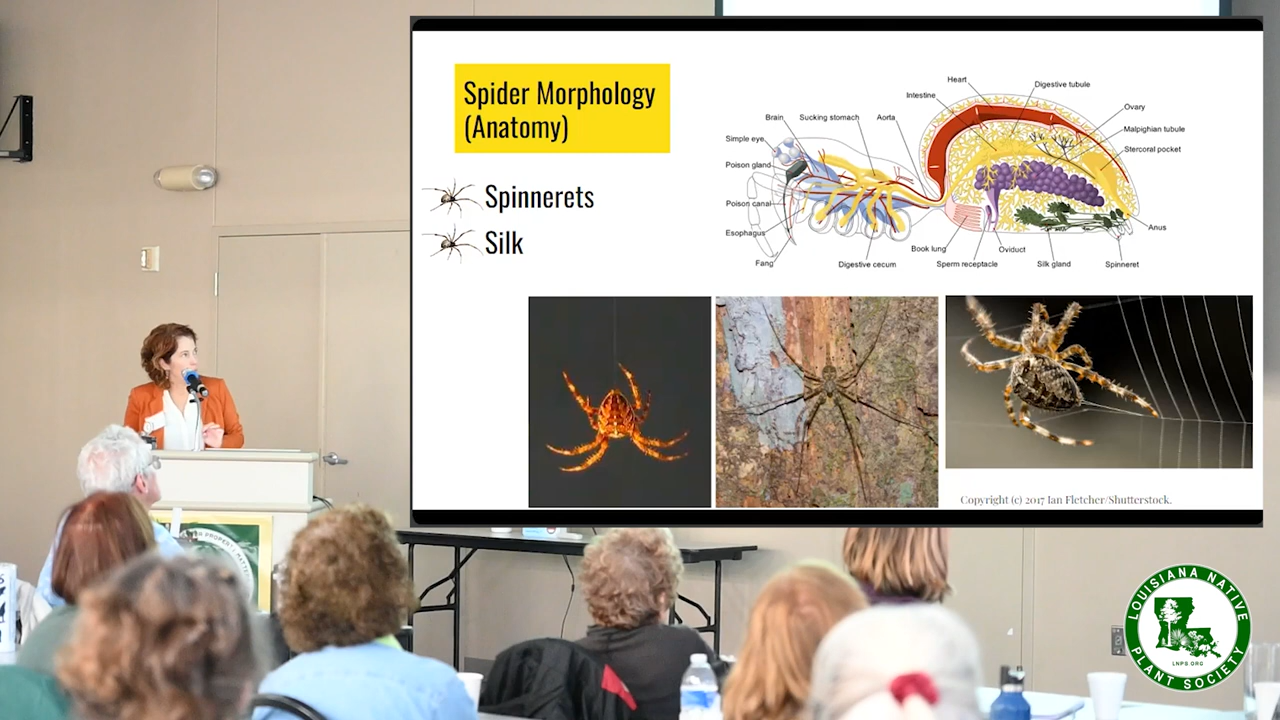 Spider Morphology
(Anatomy)
Spinnerets
Silk
Heart
Digestive tubule
Intestine
Ovary
Brain
Sucking stomach
Aorta
Malpighian tubule
Simple eye
Stercoral pocket
Poison gland
Poison canal
Esophagus
Anus
Book lung
Oviduct
Fang
Digestive cecum
Sperm receptacle
Silk gland
Spinneret
Copyright (c) 2017 Ian Fletcher/Shutterstock.
LOUISIANA NATIVE
PLANT SOCIETY
LNPS.ORG